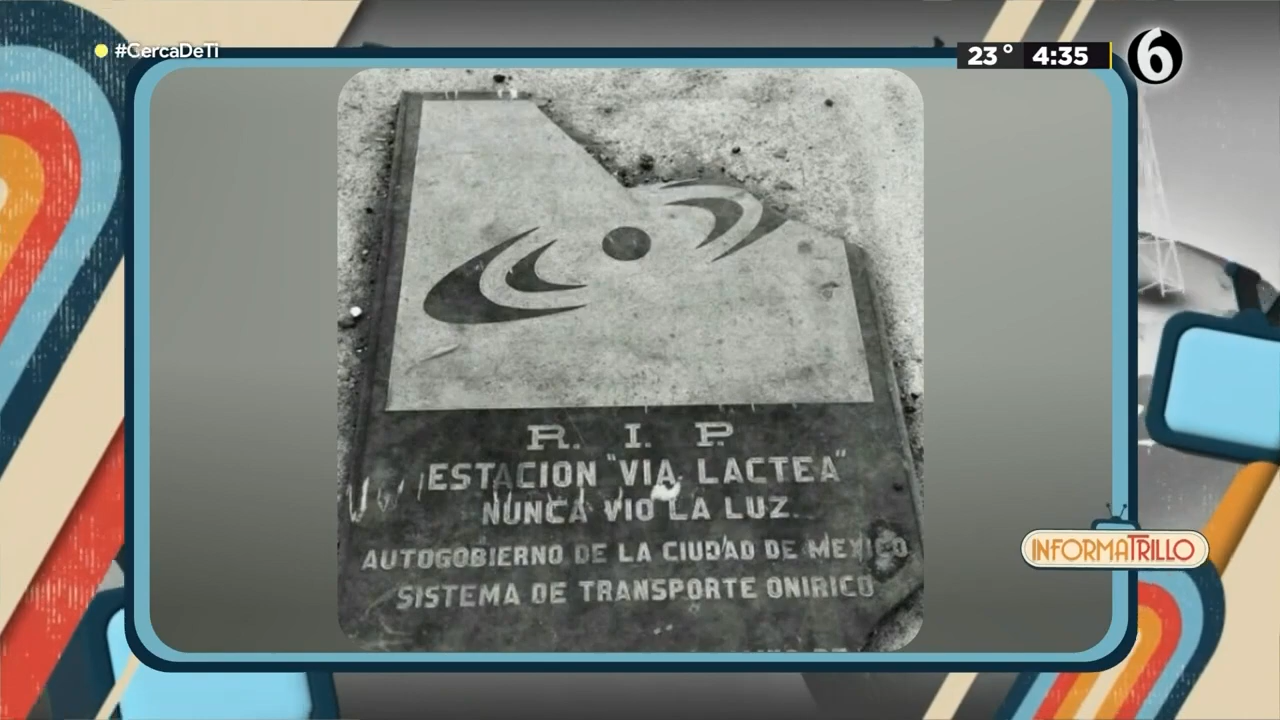 #CercaDeTi
23° 4:35
6
R. I. P.
ESTACION "VIA LACTEA"
NUNCA VIO LA LUZ.
AUTOGOBIERNO DE LA CIUDAD DE MEXICO
SISTEMA DE TRANSPORTE ONIRICO
INFORMATRILLO